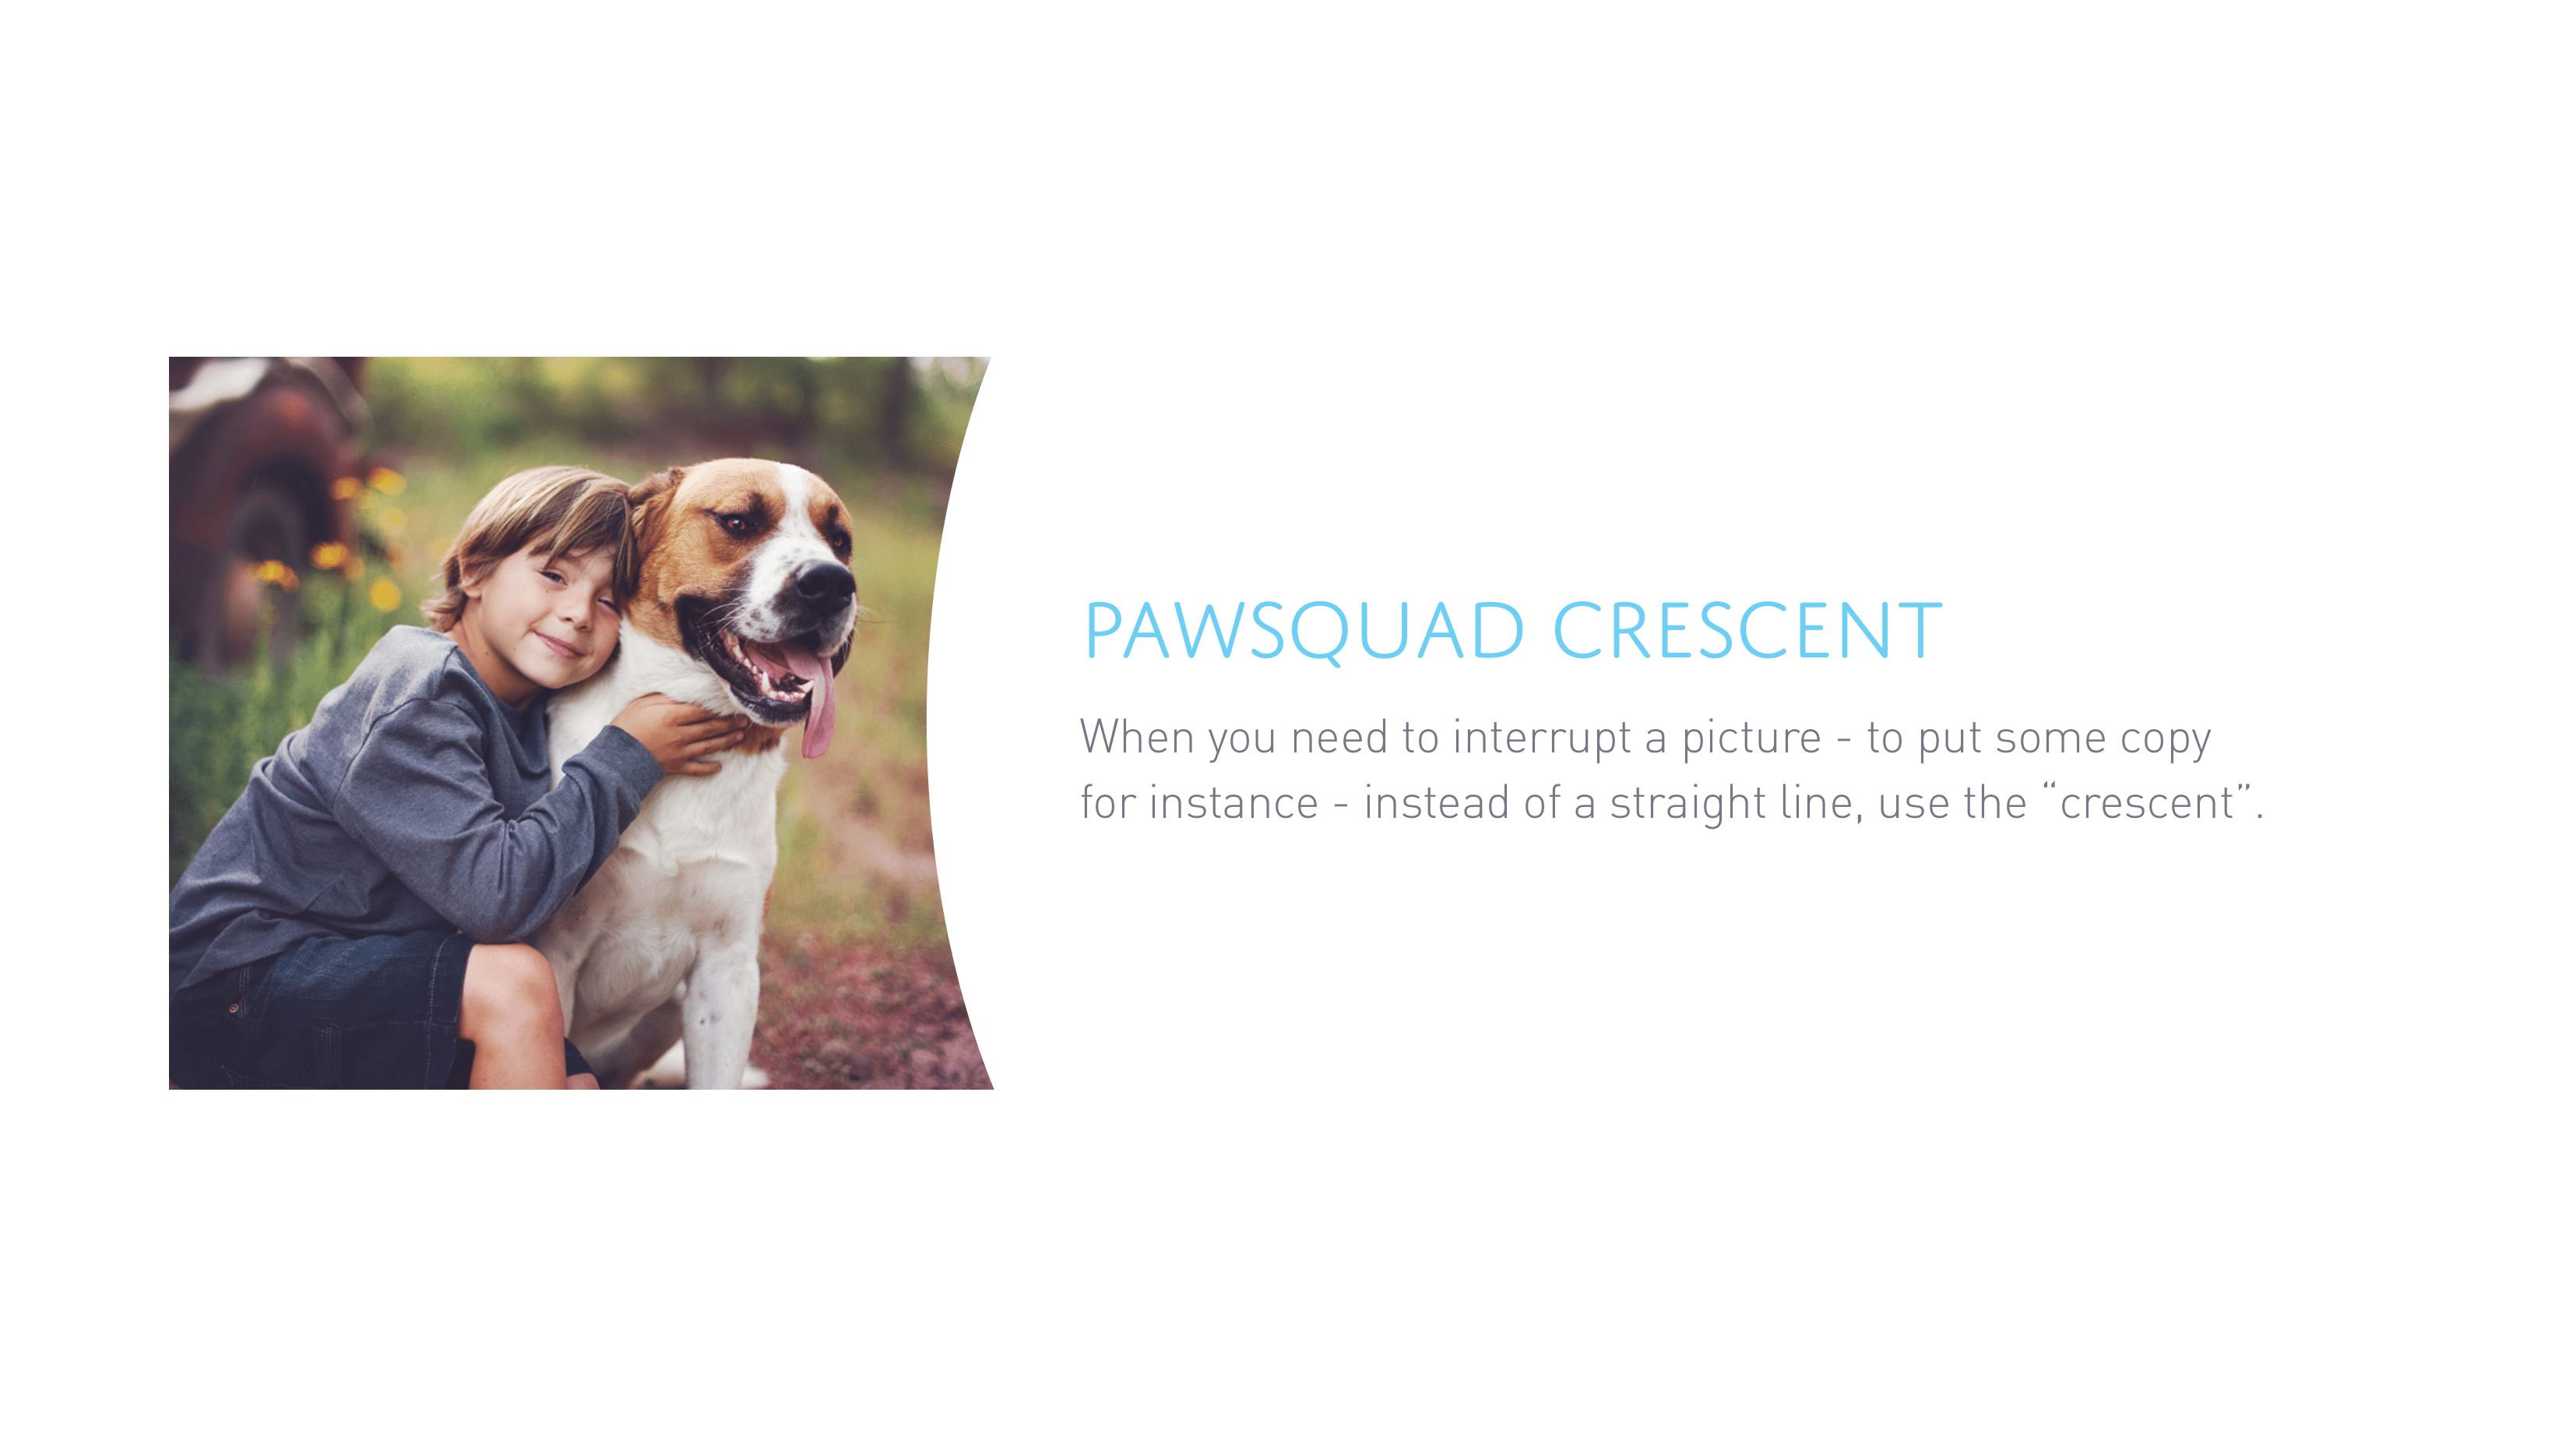 PAWSQUAD CRESCENT
When you need to interrupt a picture - to put some copy
for instance - instead of a straight line, use the “crescent”.